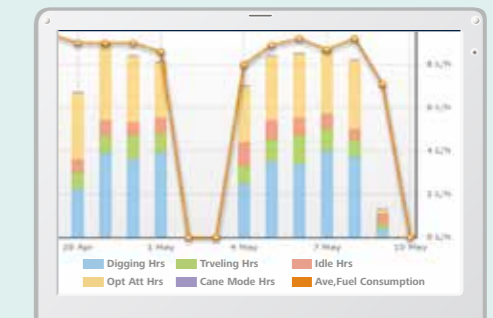 8 L/h
6 L/h
4 L/h
2 L/h
0 L/h
28 Apr 1 May 4 May 7 May 10 May
Digging Hrs Trveling Hrs Idle Hrs
Opt Att Hrs Cane Mode Hrs Ave,Fuel Consumption